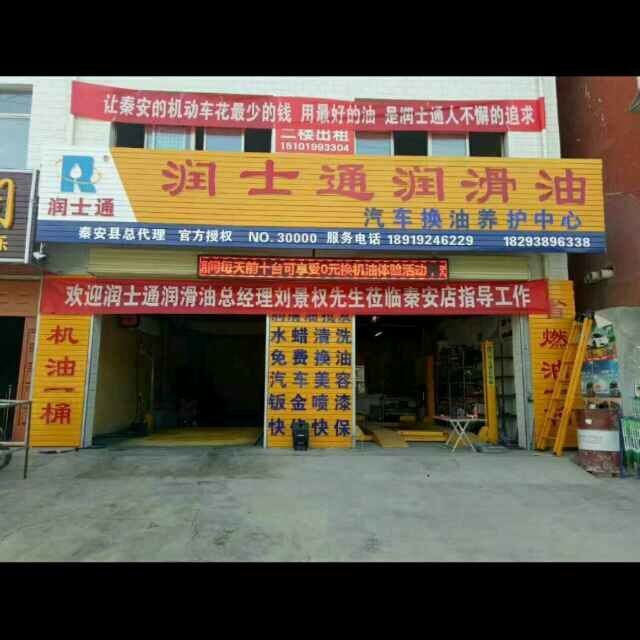 让秦安的机动车花最少的钱 用最好的油 是润士通人不懈的追求
二楼出租
15101993304
润士通
润士通润滑油
汽车换油养护中心
秦安县总代理 官方授权 NO.30000 服务电话 18919246229 18293896338
间每天前十台可享受0元换机油体验活动，
欢迎润士通润滑油总经理刘景权先生莅临秦安店指导工作
机油一桶
水蜡清洗
免费换油
汽车美容
钣金喷漆
快修快保
省燃油